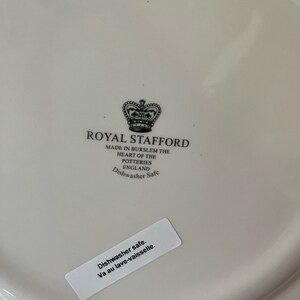 ROYAL STAFFORD
MADE IN BURSLEM THE
HEART OF THE
POTTERIES
ENGLAND
Dishwasher Safe
Dishwasher safe.
Va au lave-vaisselle.